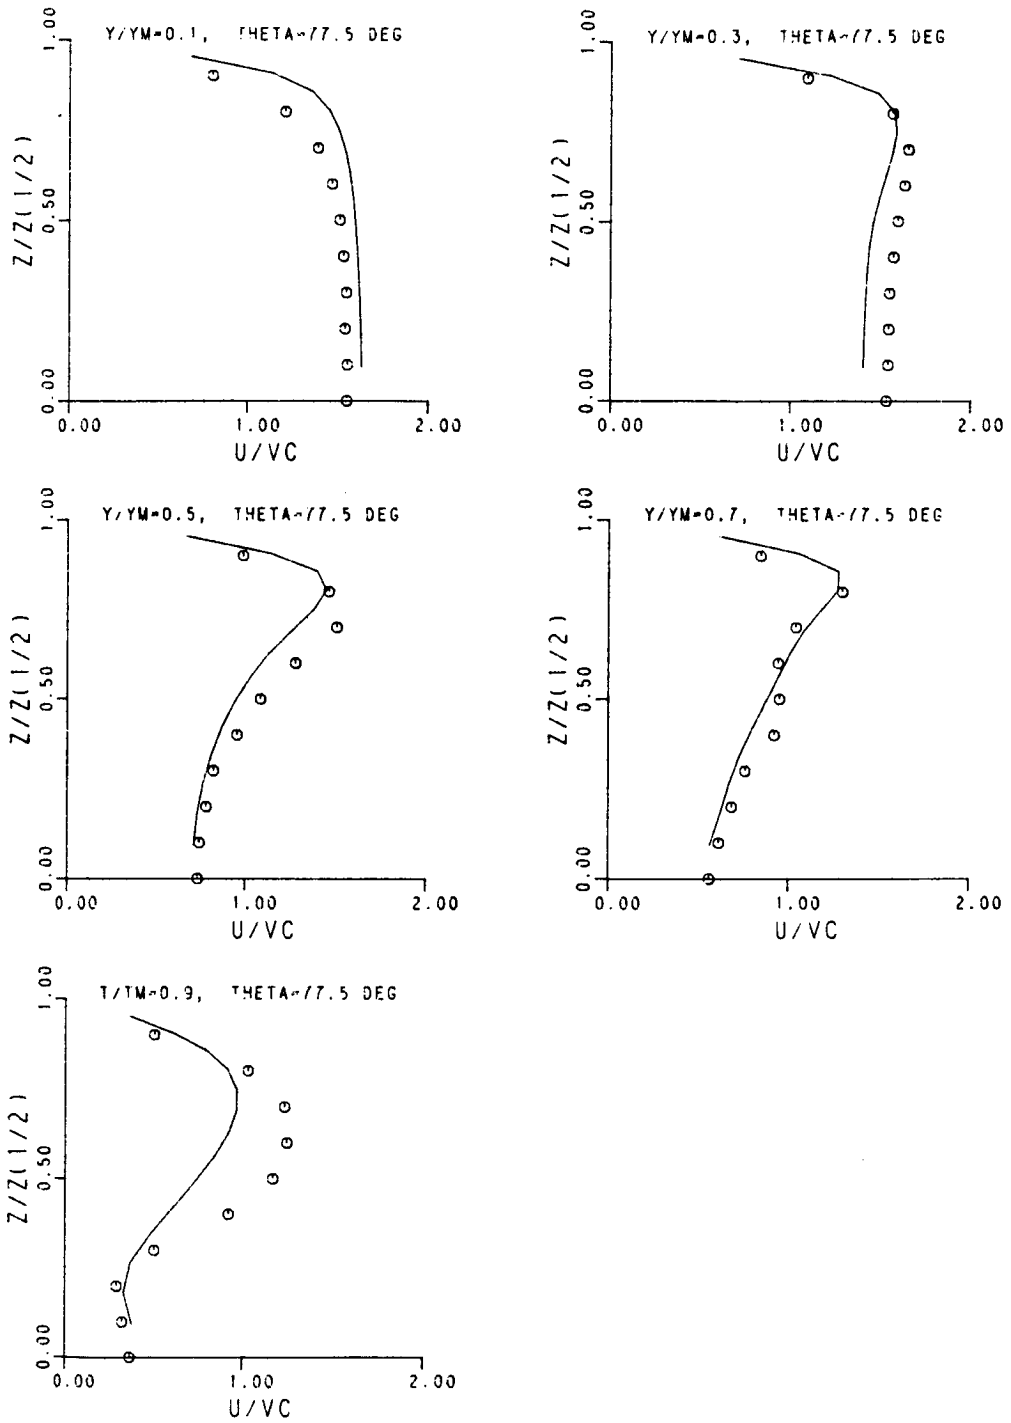 Y/YM=0.1, THETA=77.5 DEG
1.00
0.50
0.00
Z/Z(1/2)
0.00 1.00 2.00
U/VC
Y/YM=0.3, THETA=77.5 DEG
1.00
0.50
0.00
Z/Z(1/2)
0.00 1.00 2.00
U/VC
Y/YM=0.5, THETA=77.5 DEG
1.00
0.50
0.00
Z/Z(1/2)
0.00 1.00 2.00
U/VC
Y/YM=0.7, THETA=77.5 DEG
1.00
0.50
0.00
Z/Z(1/2)
0.00 1.00 2.00
U/VC
Y/YM=0.9, THETA=77.5 DEG
1.00
0.50
0.00
Z/Z(1/2)
0.00 1.00 2.00
U/VC